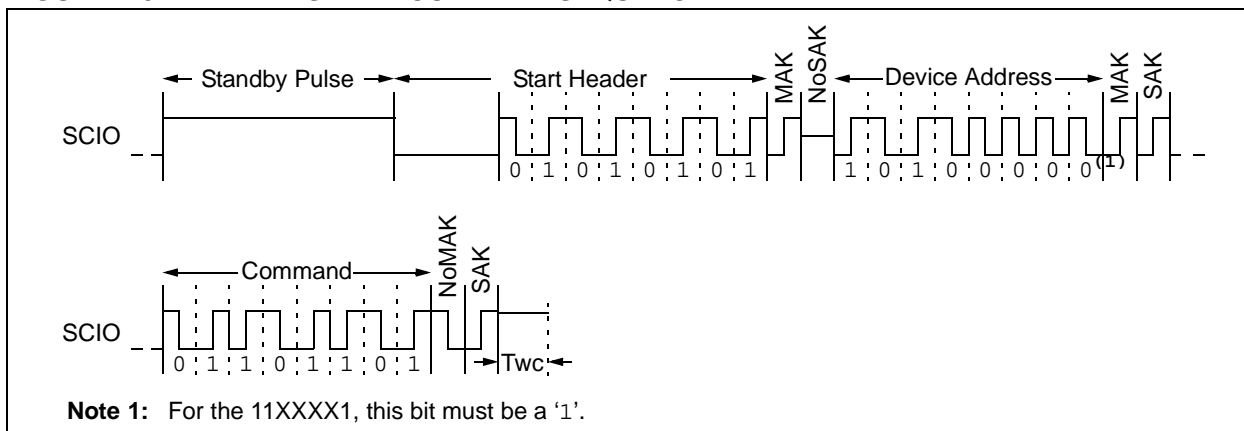 Standby Pulse Start Header MAK NoSAK Device Address MAK SAK
SCIO
0 1 0 1 0 1 0 1 1 0 1 0 0 0 0 0(1)
Command NoMAK SAK
SCIO
0 1 1 0 1 1 0 1 Twc
Note 1: For the 11XXXX1, this bit must be a ‘1’.